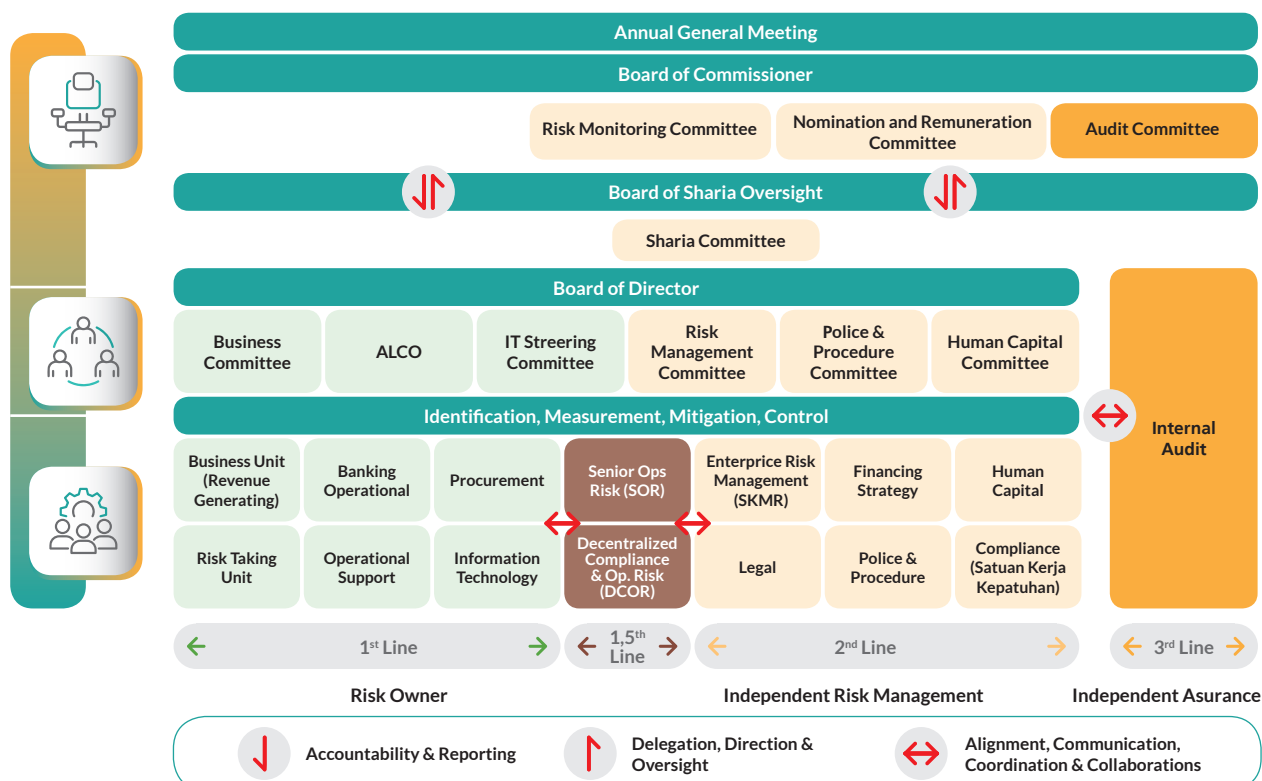 Annual General Meeting
Board of Commissioner
Risk Monitoring Committee
Nomination and Remuneration
Committee
Audit Committee
Board of Sharia Oversight
Sharia Committee
Board of Director
Business
Committee
ALCO
IT Streering
Committee
Risk
Management
Committee
Police &
Procedure
Committee
Human Capital
Committee
Identification, Measurement, Mitigation, Control
Internal
Audit
Business Unit
(Revenue
Generating)
Banking
Operational
Procurement
Senior Ops
Risk (SOR)
Enterprice Risk
Management
(SKMR)
Financing
Strategy
Human
Capital
Risk Taking
Unit
Operational
Support
Information
Technology
Decentralized
Compliance
& Op. Risk
(DCOR)
Legal
Police &
Procedure
Compliance
(Satuan Kerja
Kepatuhan)
1st Line
1,5th
Line
2nd Line
3rd Line
Risk Owner
Independent Risk Management
Independent Asurance
Accountability & Reporting
Delegation, Direction &
Oversight
Alignment, Communication,
Coordination & Collaborations